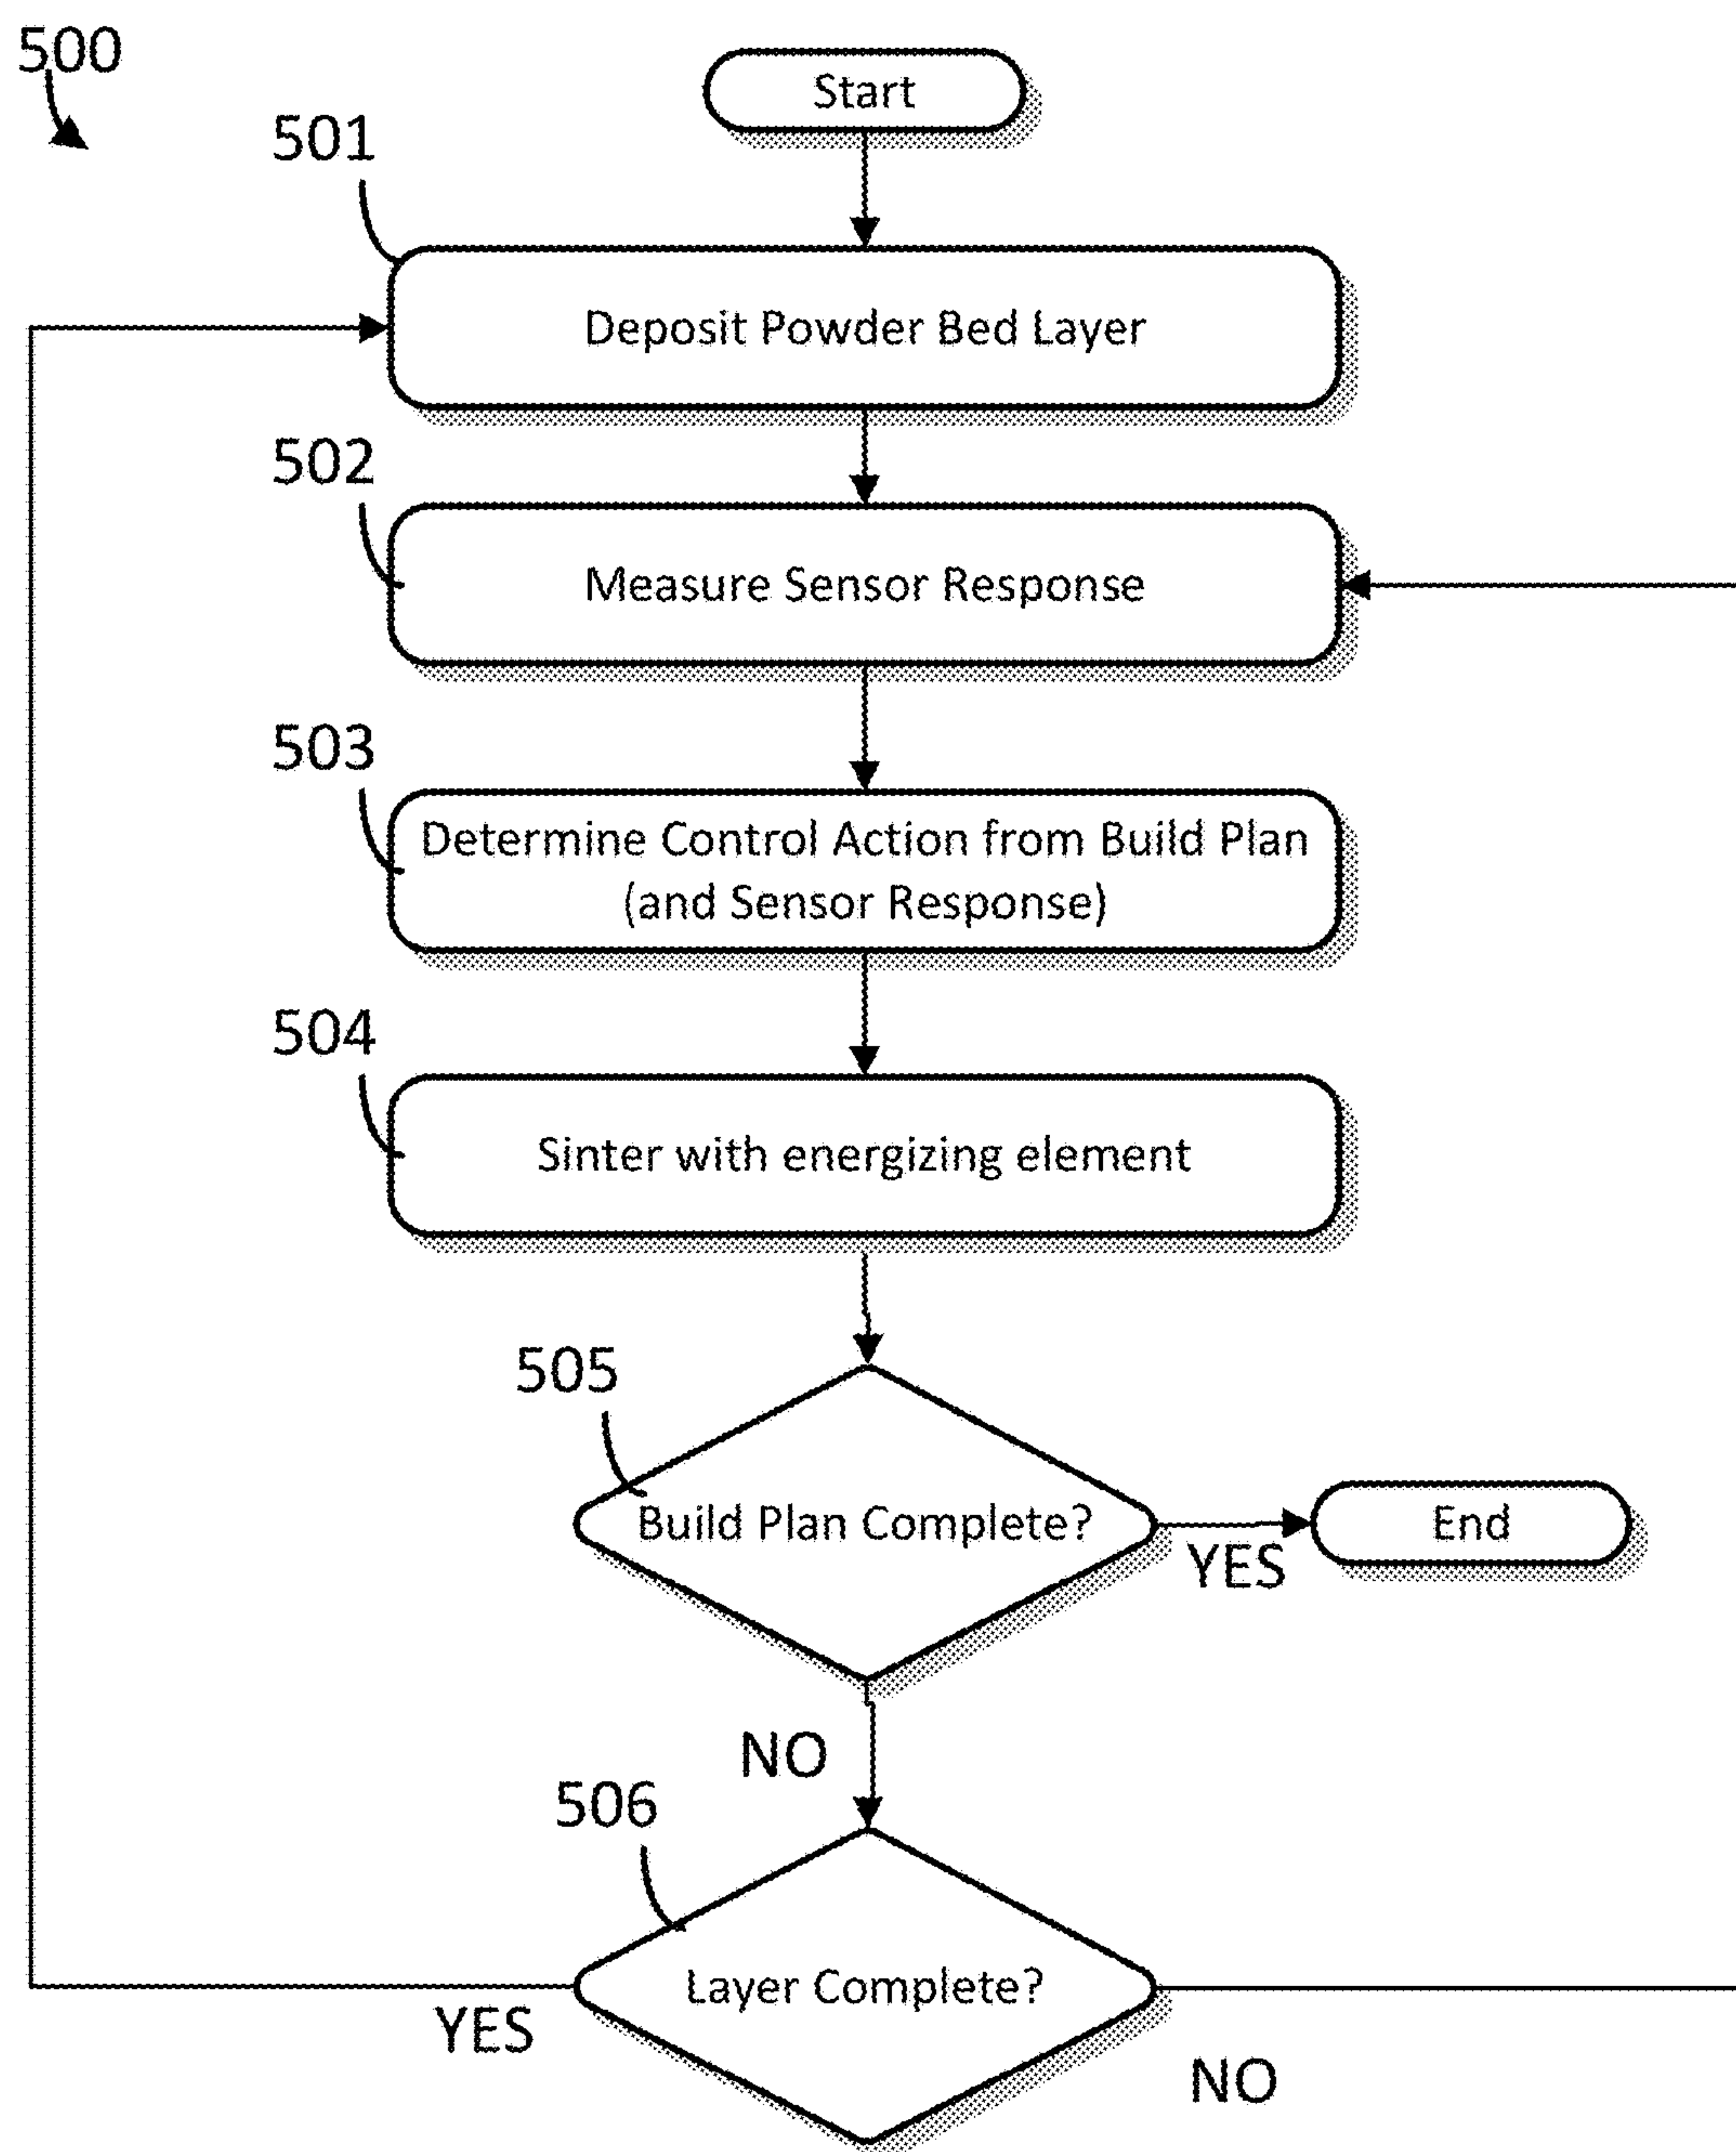 500
Start
501
Deposit Powder Bed Layer
502
Measure Sensor Response
503
Determine Control Action from Build Plan
(and Sensor Response)
504
Sinter with energizing element
505
Build Plan Complete?
YES
End
NO
506
Layer Complete?
YES
NO